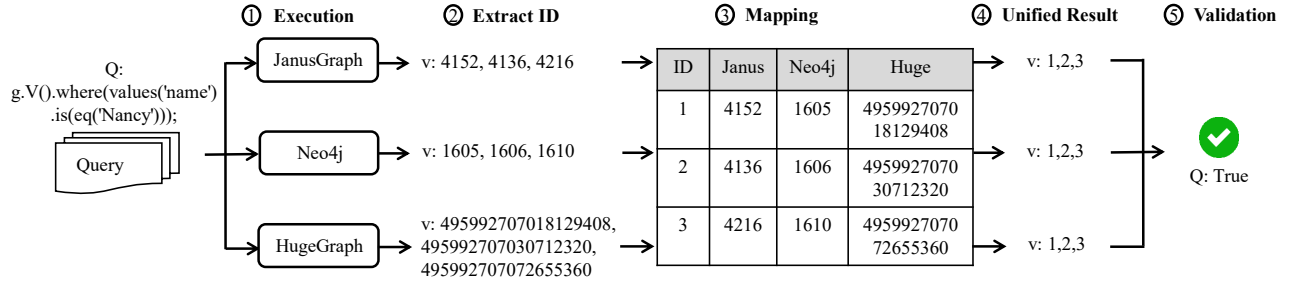 ① Execution
② Extract ID
③ Mapping
④ Unified Result
⑤ Validation
Q:
g.V().where(values('name')
.is(eq('Nancy')));
Query
JanusGraph
v: 4152, 4136, 4216
Neo4j
v: 1605, 1606, 1610
HugeGraph
v: 495992707018129408,
495992707030712320,
495992707072655360
ID Janus Neo4j Huge
1 4152 1605 4959927070
18129408
2 4136 1606 4959927070
30712320
3 4216 1610 4959927070
72655360
v: 1,2,3
v: 1,2,3
v: 1,2,3
Q: True